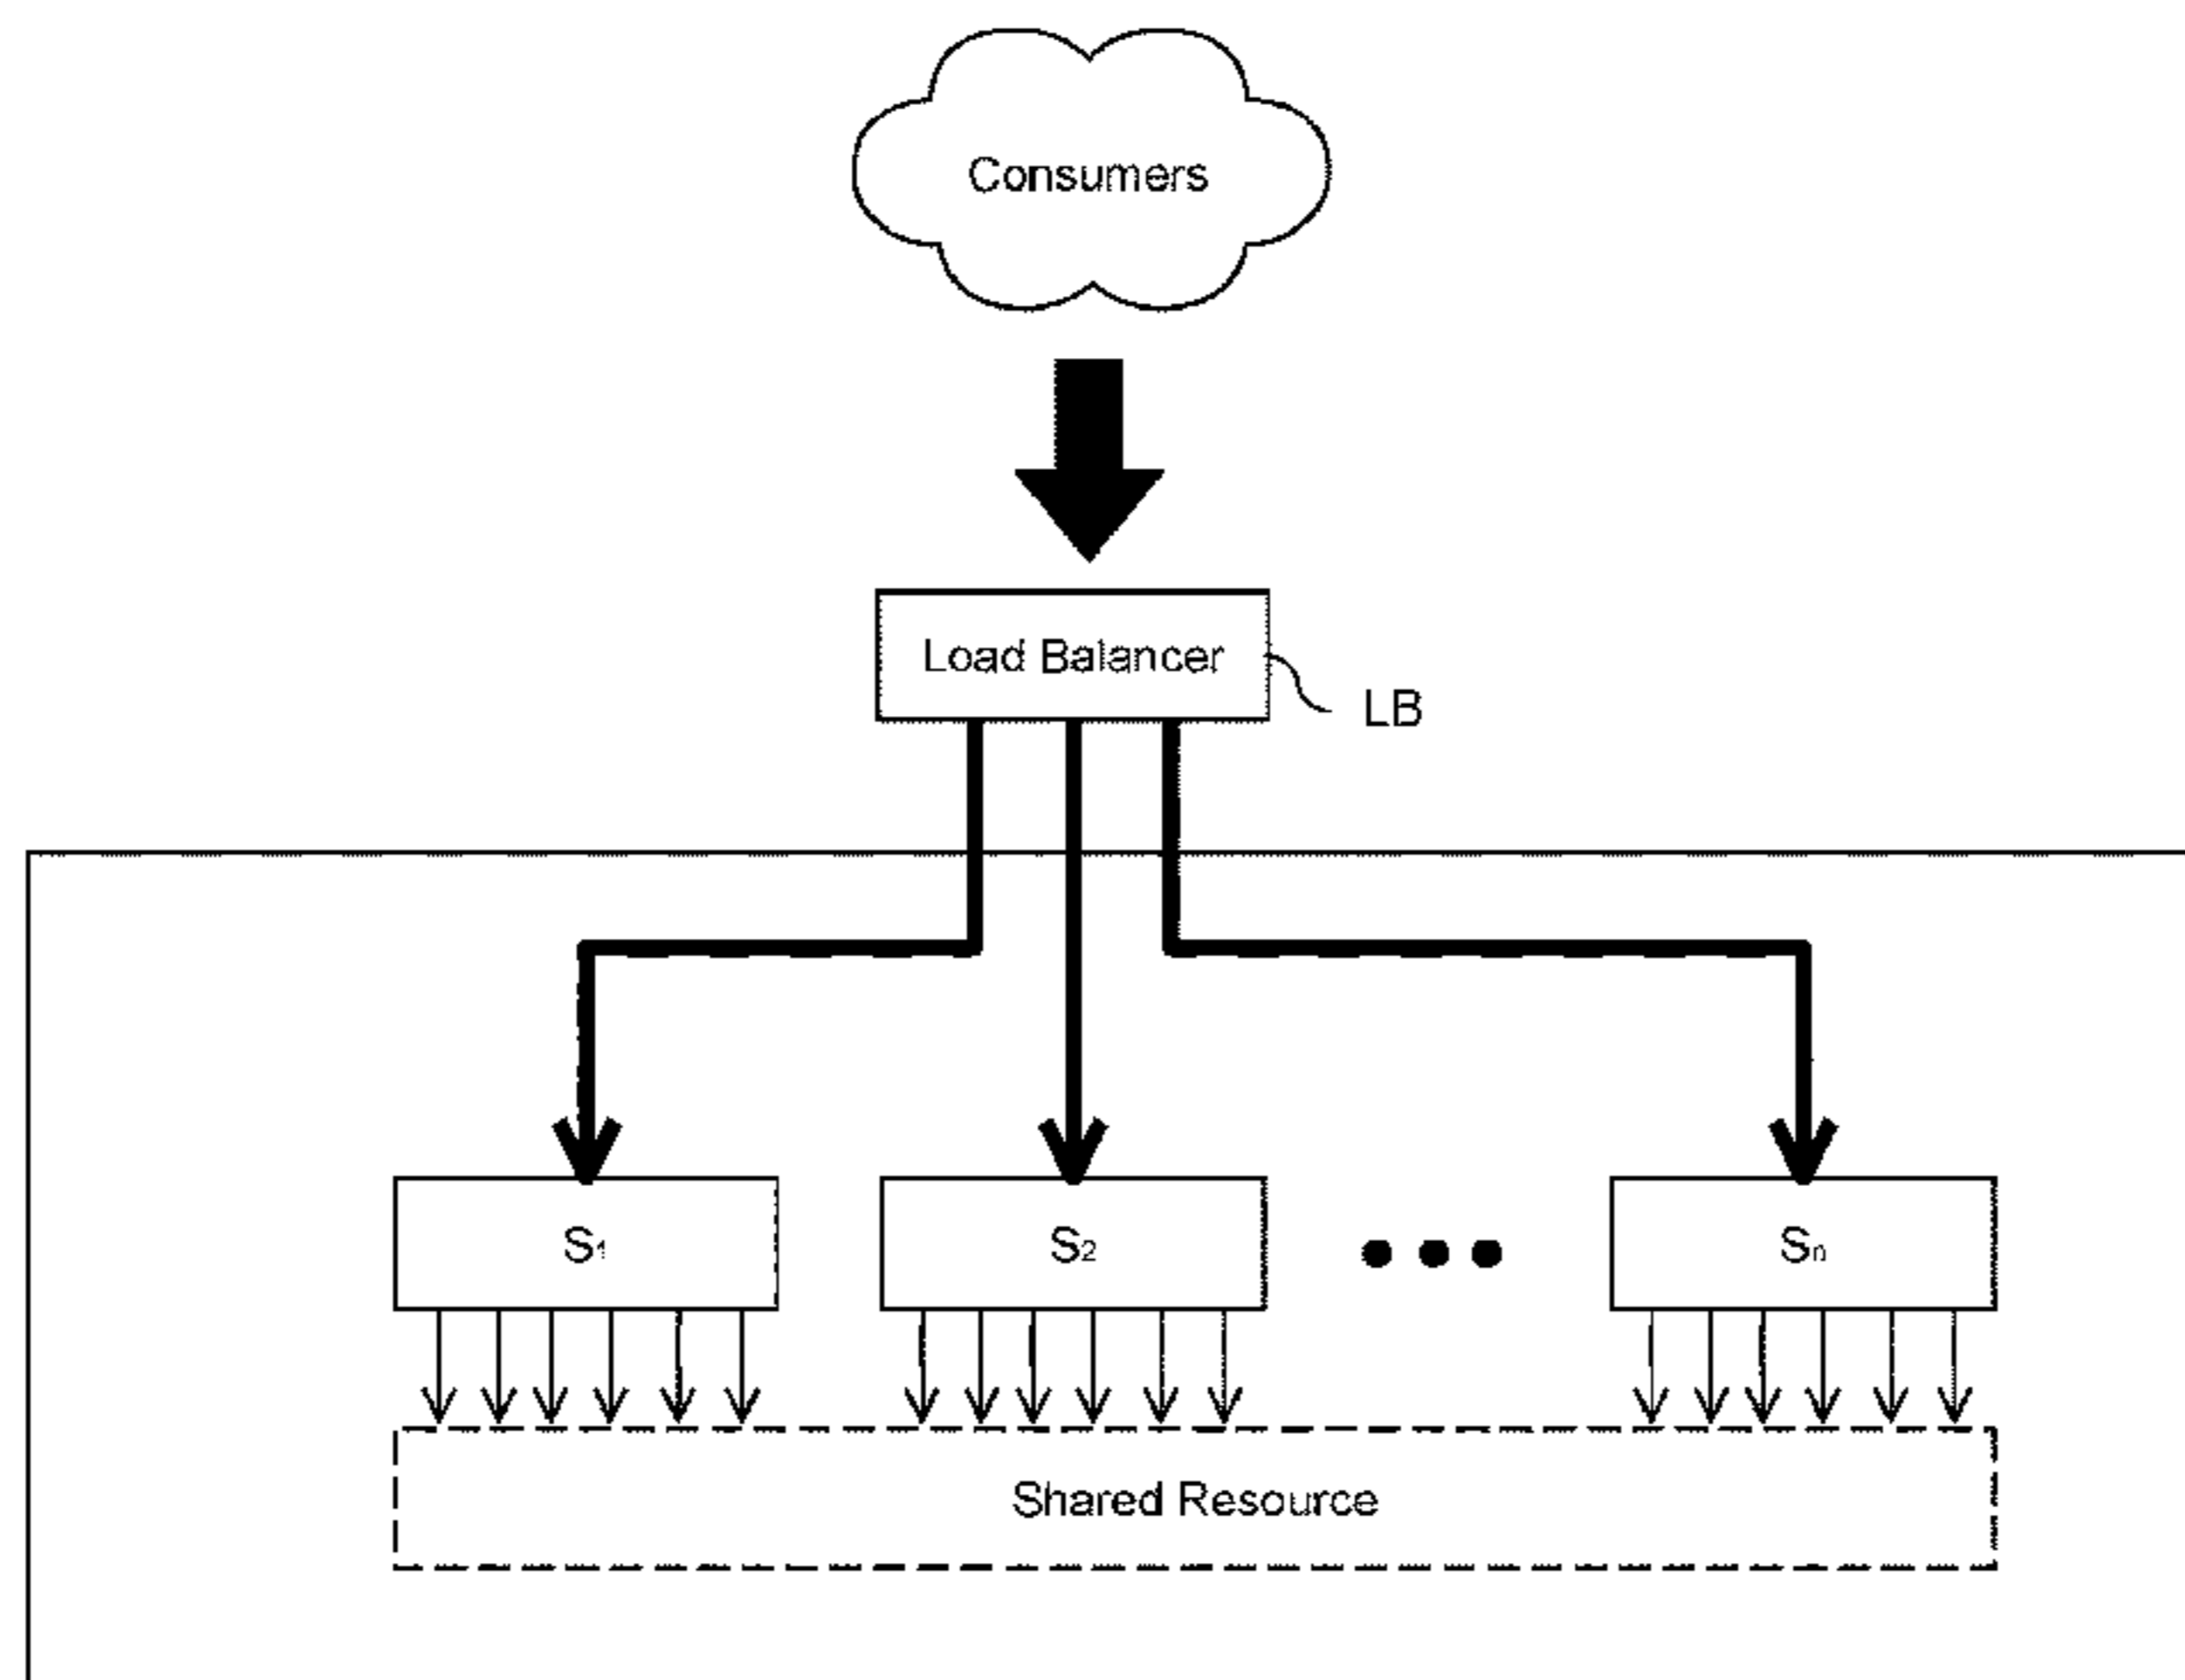 Consumers
Load Balancer
LB
S1
S2
Sn
Shared Resource